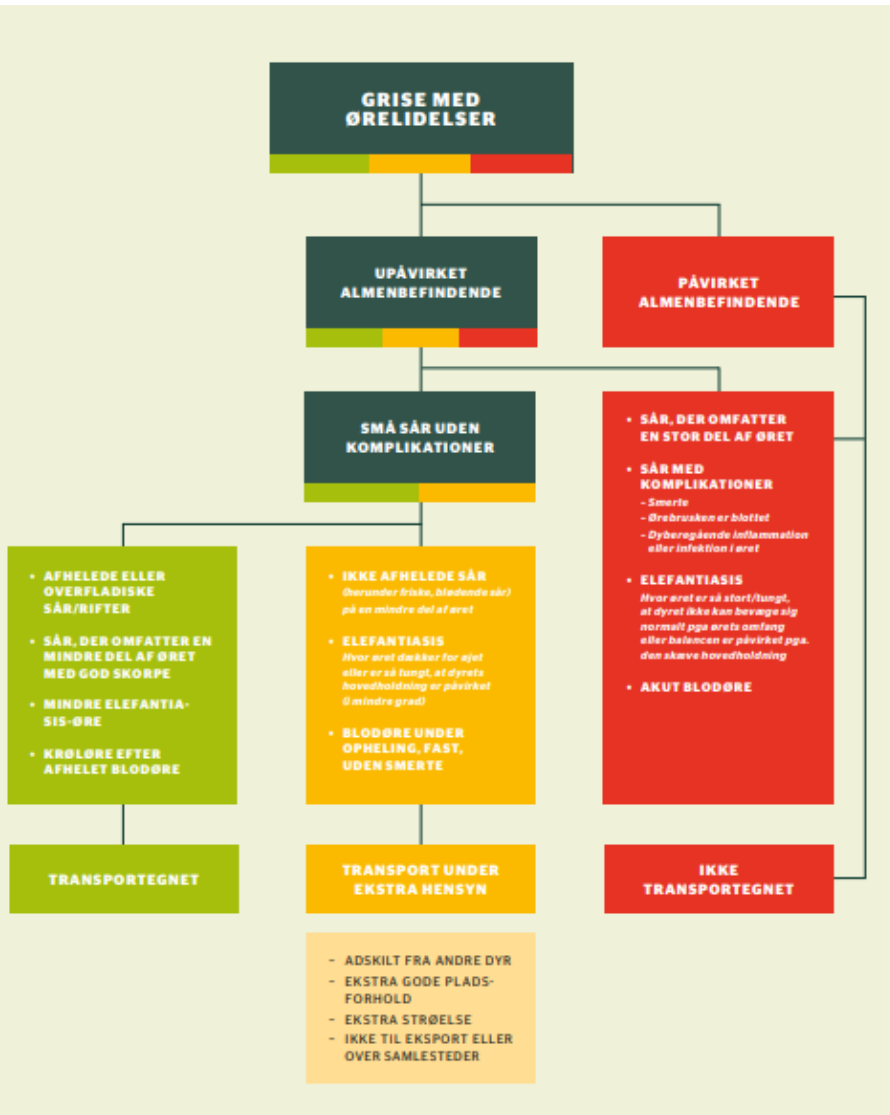 GRISE MED
ØRELIDELSER
UPÅVIRKET
ALMENBEFINDENDE
PÅVIRKET
ALMENBEFINDENDE
SMÅ SÅR UDEN
KOMPLIKATIONER
• SÅR, DER OMFATTER
EN STOR DEL AF ØRET
• SÅR MED
KOMPLIKATIONER
– Smerte
– Ørebrusken er blottet
– Dyberegående inflammation
eller infektion i øret
• ELEFANTIASIS
Hvor øret er så stort/tungt,
at dyret ikke kan bevæge sig
normalt pga ørets omfang
eller balancen er påvirket pga.
den skæve hovedholdning
• AKUT BLODØRE
• AFHELEDE ELLER
OVERFLADISKE
SÅR/RIFTER
• SÅR, DER OMFATTER EN
MINDRE DEL AF ØRET
MED GOD SKORPE
• MINDRE ELEFANTIA-
SIS-ØRE
• KRØLØRE EFTER
AFHELET BLODØRE
• IKKE AFHELEDE SÅR
(herunder friske, blødende sår)
på en mindre del af øret
• ELEFANTIASIS
Hvor øret dækker for øjet
eller er så tungt, at dyrets
hovedholdning er påvirket
(i mindre grad)
• BLODØRE UNDER
OPHELING, FAST,
UDEN SMERTE
TRANSPORTEGNET
TRANSPORT UNDER
EKSTRA HENSYN
IKKE
TRANSPORTEGNET
– ADSKILT FRA ANDRE DYR
– EKSTRA GODE PLADS-
FORHOLD
– EKSTRA STRØELSE
– IKKE TIL EKSPORT ELLER
OVER SAMLESTEDER